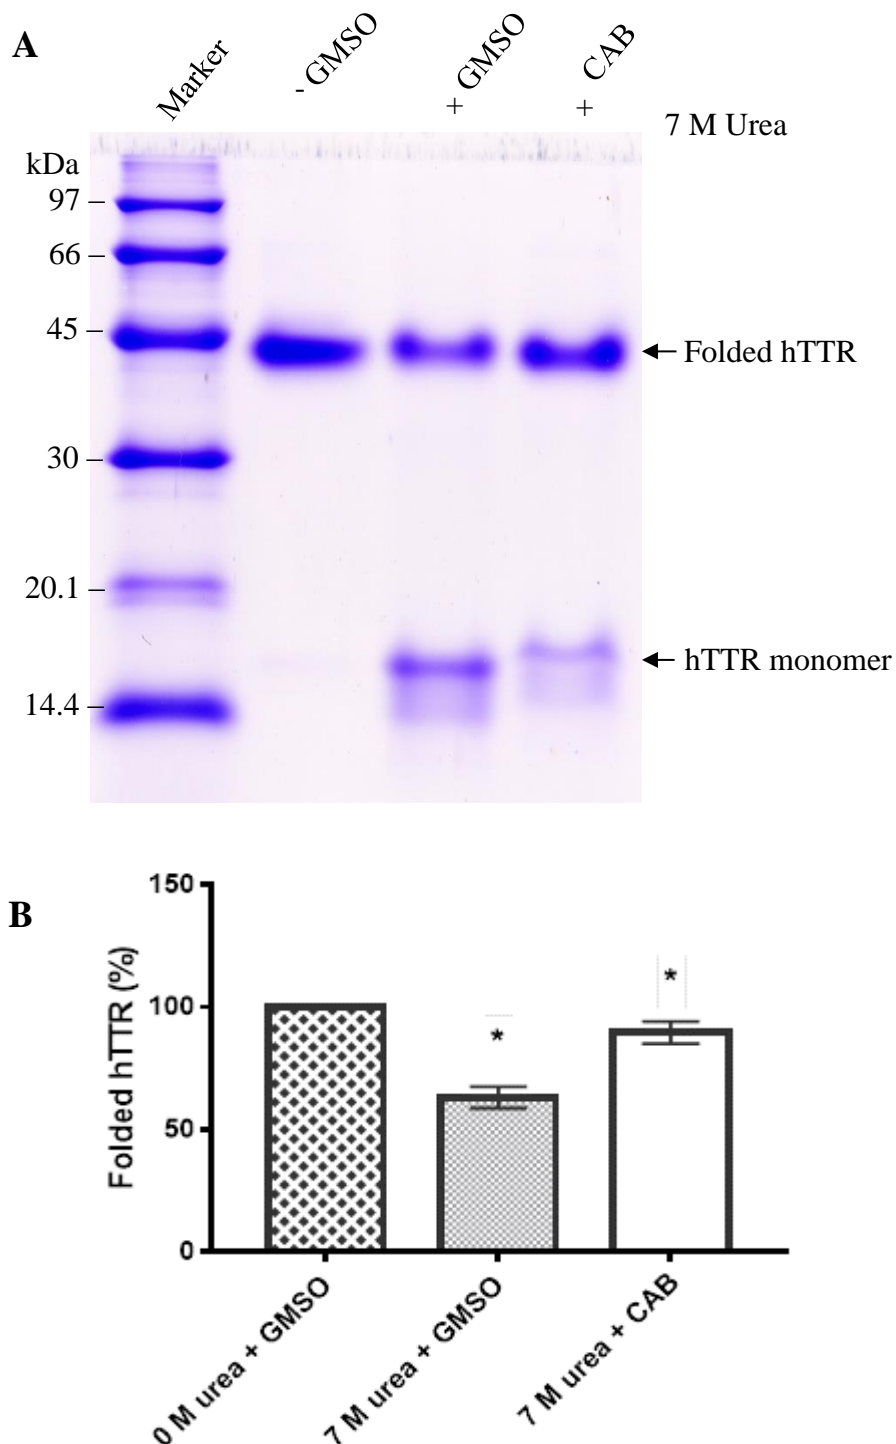 A
Marker
- GMSO
+ GMSO
+ CAB
7 M Urea
kDa
97
66
45
Folded hTTR
30
20.1
hTTR monomer
14.4
B
150
100
50
0
Folded hTTR (%)
*
*
0 M urea + GMSO
7 M urea + GMSO
7 M urea + CAB